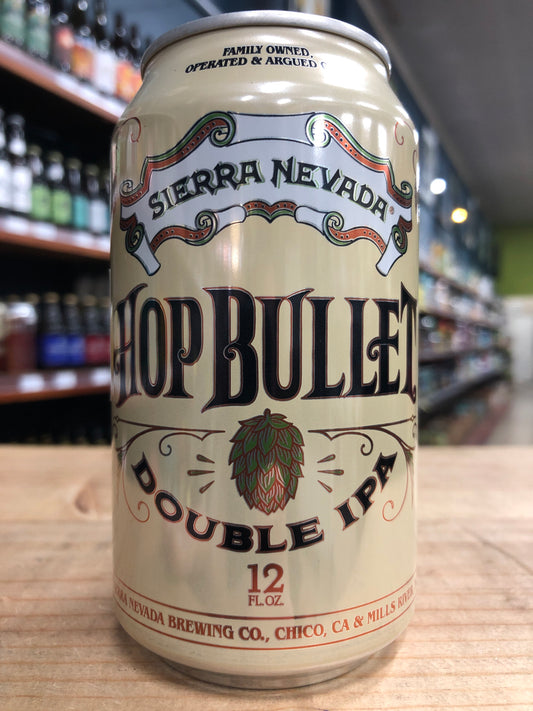 FAMILY OWNED,
OPERATED & ARGUED
SIERRA NEVADA®
HOP BULLET
DOUBLE IPA
12
FL. OZ.
NEVADA BREWING CO., CHICO, CA & MILLS